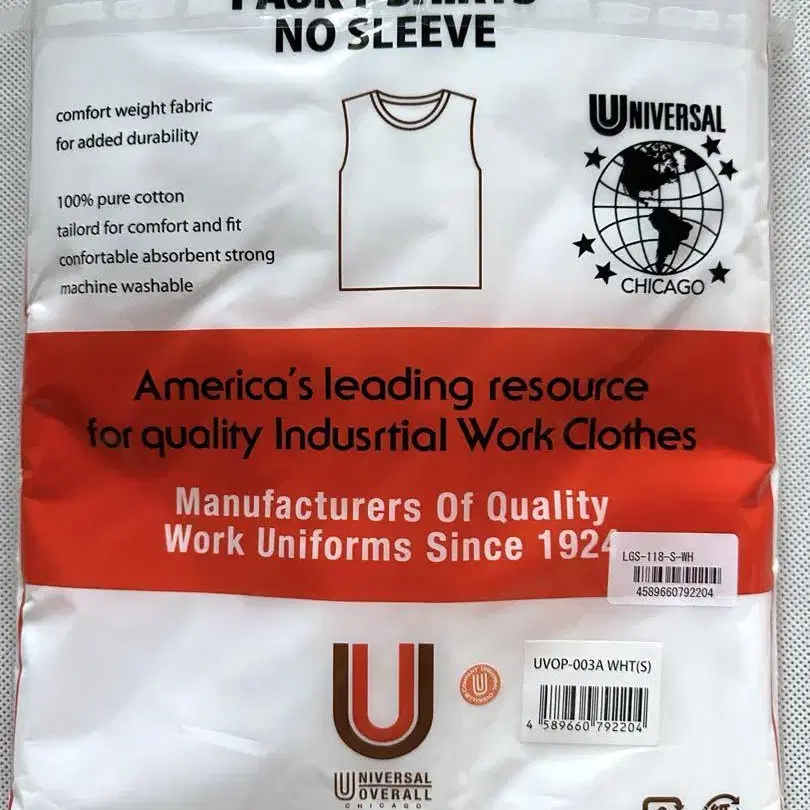 NO SLEEVE
comfort weight fabric
for added durability
100% pure cotton
tailord for comfort and fit
confortable absorbent strong
machine washable
UNIVERSAL
CHICAGO
America's leading resource
for quality Indusrtial Work Clothes
Manufacturers Of Quality
Work Uniforms Since 1924
LGS-118-S-WH
4589660792204
UVOP-003A WHT(S)
4 589660 792204
UNIVERSAL
OVERALL
CHICAGO